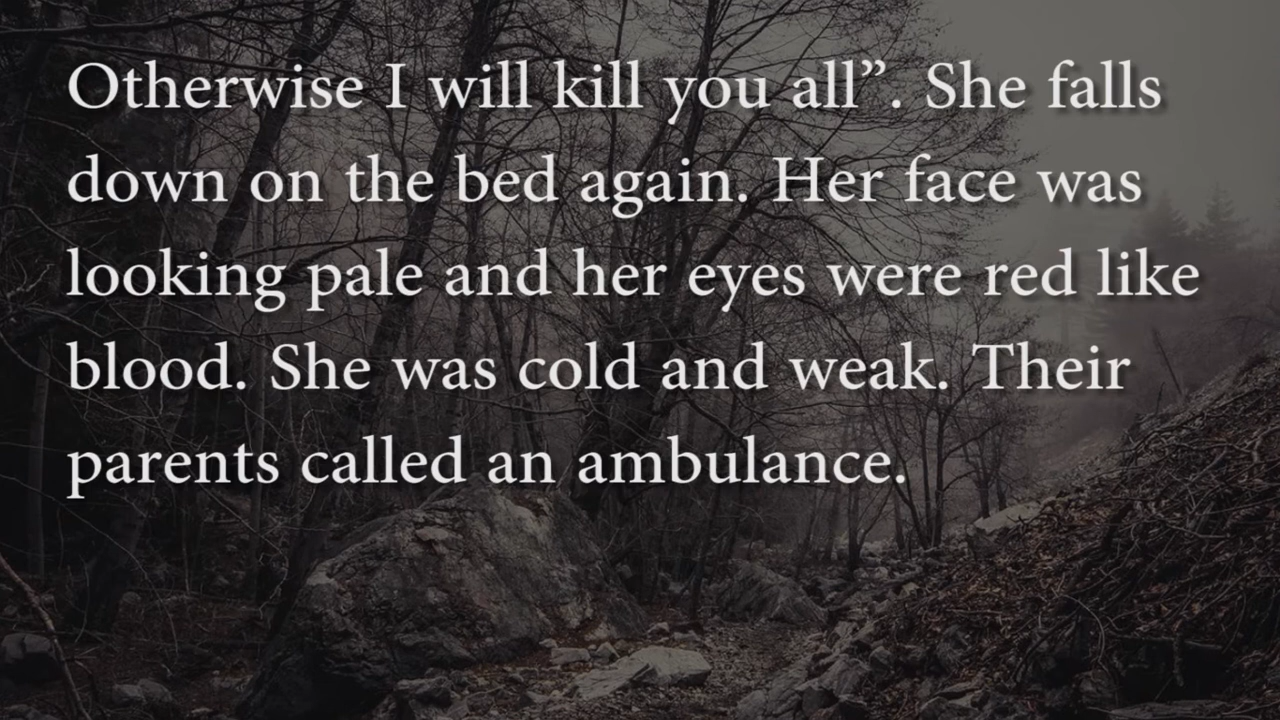 Otherwise I will kill you all”. She falls
down on the bed again. Her face was
looking pale and her eyes were red like
blood. She was cold and weak. Their
parents called an ambulance.